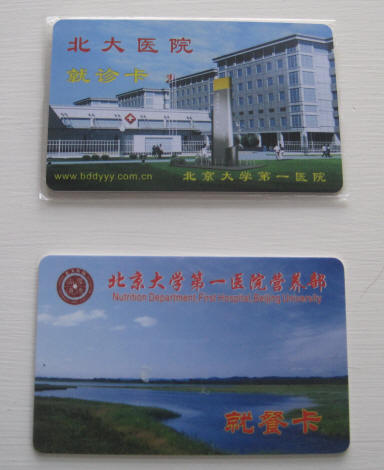 北大医院
就诊卡
www.bddyyy.com.cn
北京大学第一医院
北京大学第一医院营养部
Nutrition Department First Hospital, Beijing University
就餐卡